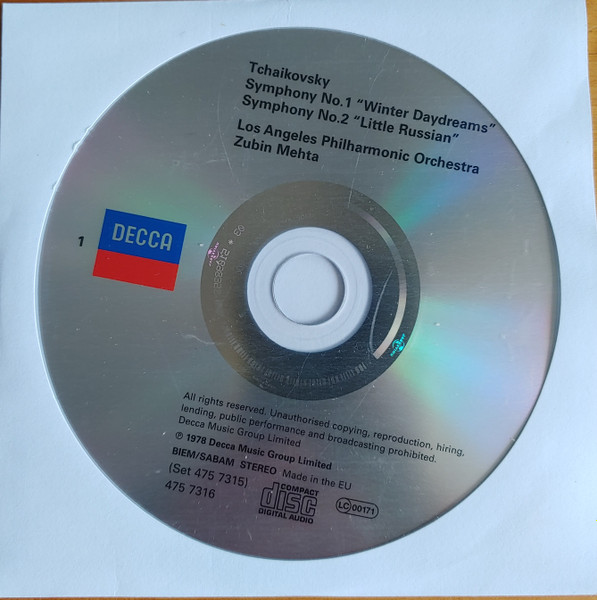 Tchaikovsky
Symphony No.1 "Winter Daydreams"
Symphony No.2 "Little Russian"
Los Angeles Philharmonic Orchestra
Zubin Mehta
1
DECCA
All rights reserved. Unauthorised copying, reproduction, hiring,
lending, public performance and broadcasting prohibited.
Decca Music Group Limited
℗ 1978 Decca Music Group Limited
BIEM/SABAM STEREO Made in the EU
(Set 475 7315)
475 7316
COMPACT
disc
DIGITAL AUDIO
LC 00171